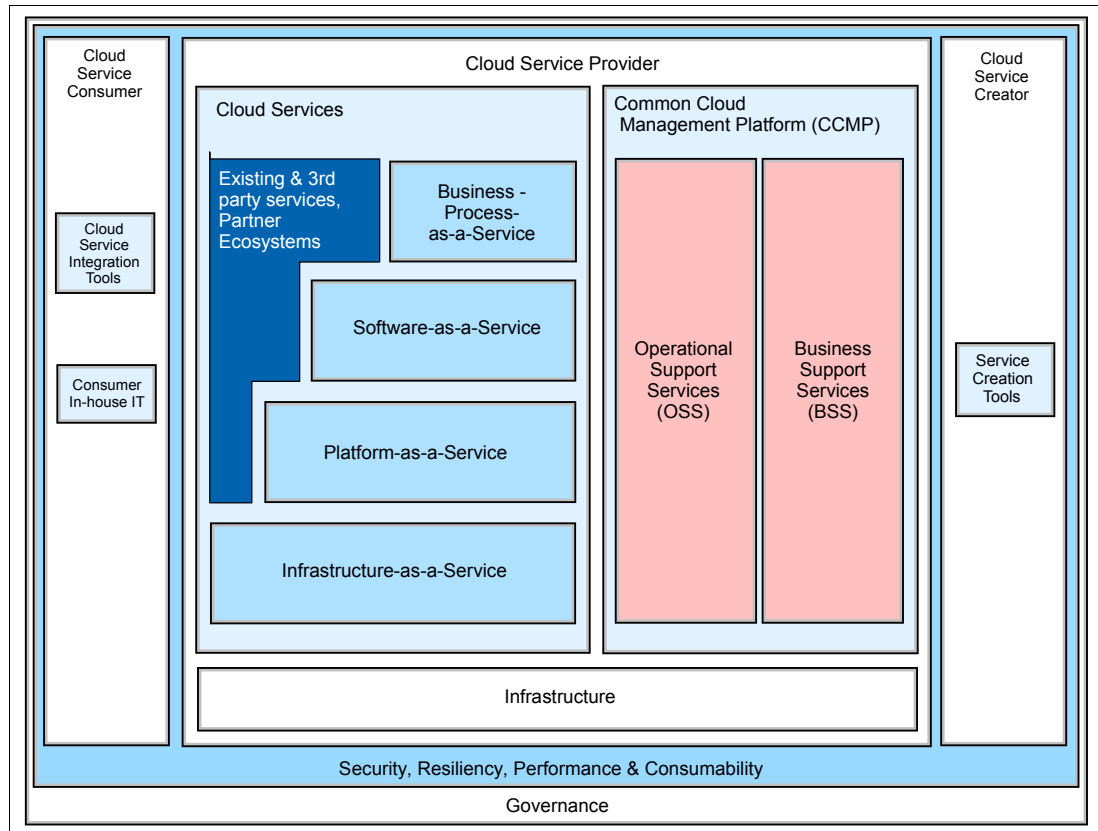 Cloud
Service
Consumer
Cloud
Service
Integration
Tools
Consumer
In-house IT
Cloud Service Provider
Cloud Services
Existing & 3rd
party services,
Partner
Ecosystems
Business -
Process-
as-a-Service
Software-as-a-Service
Platform-as-a-Service
Infrastructure-as-a-Service
Common Cloud
Management Platform (CCMP)
Operational
Support
Services
(OSS)
Business
Support
Services
(BSS)
Infrastructure
Cloud
Service
Creator
Service
Creation
Tools
Security, Resiliency, Performance & Consumability
Governance